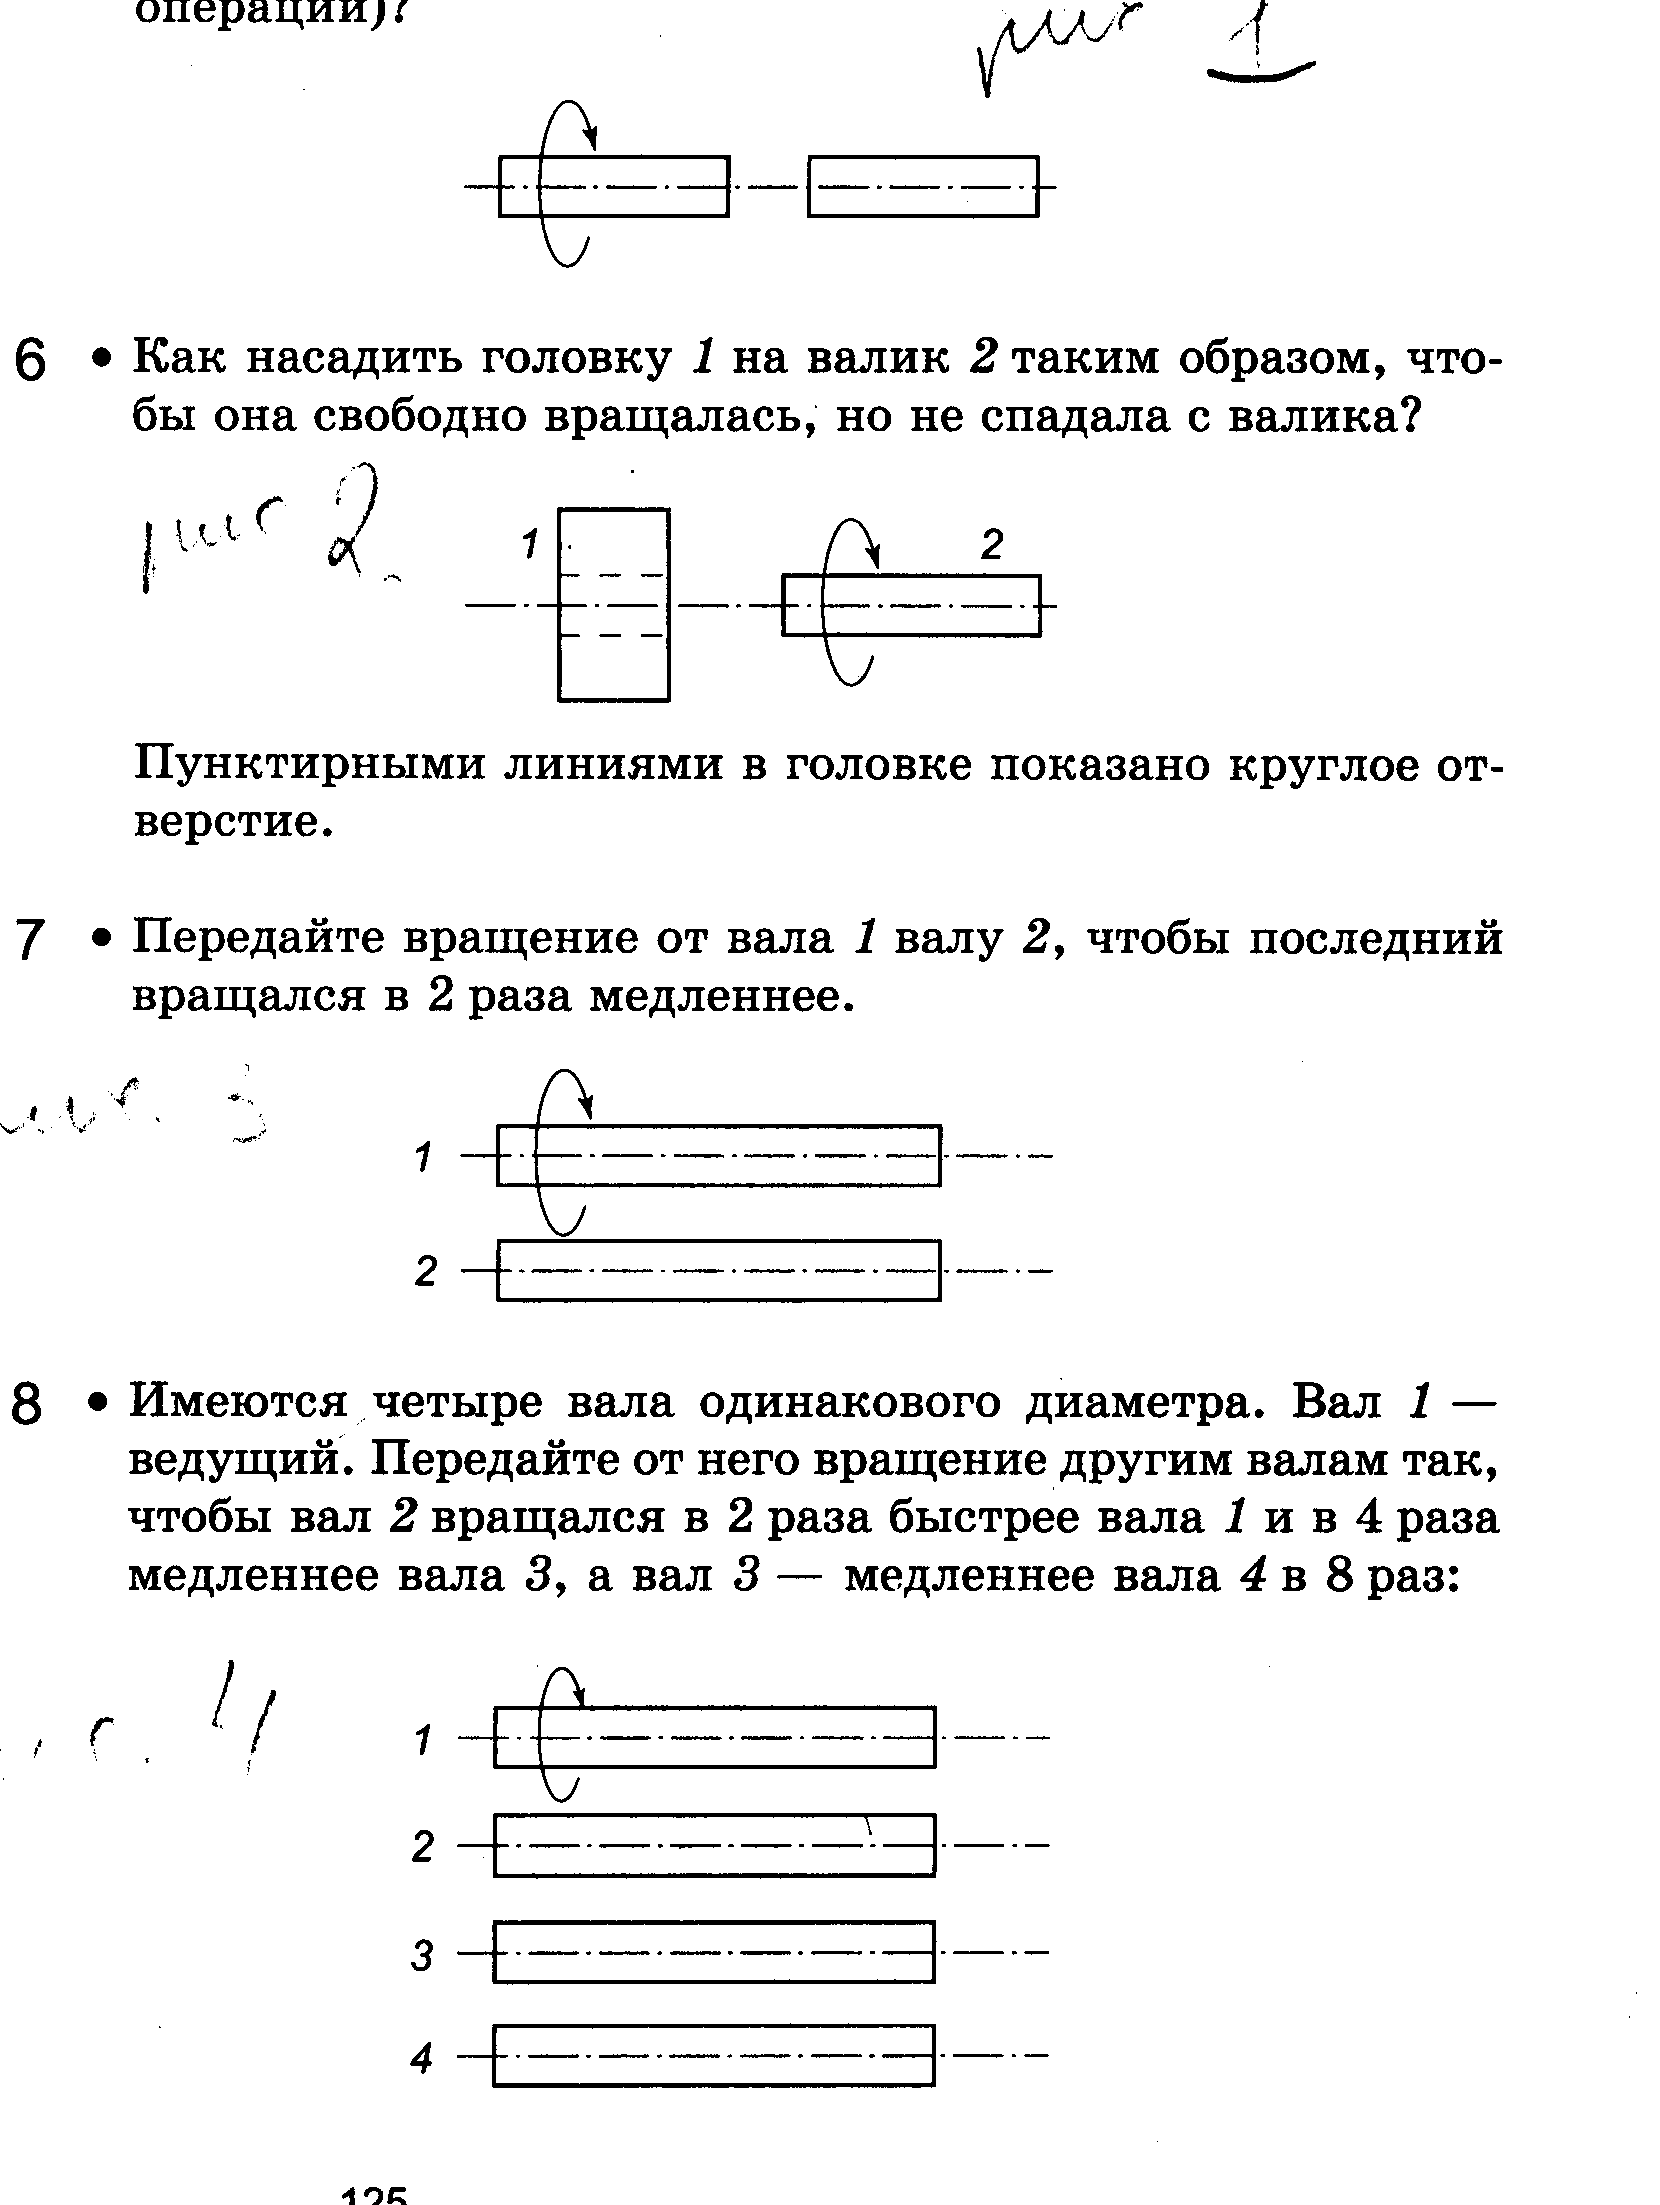 операции)?
рис 1
6 • Как насадить головку 1 на валик 2 таким образом, что-
бы она свободно вращалась, но не спадала с валика?
рис 2.
1
2
Пунктирными линиями в головке показано круглое от-
верстие.
7 • Передайте вращение от вала 1 валу 2, чтобы последний
вращался в 2 раза медленнее.
рис. 3
1
2
8 • Имеются четыре вала одинакового диаметра. Вал 1 —
ведущий. Передайте от него вращение другим валам так,
чтобы вал 2 вращался в 2 раза быстрее вала 1 и в 4 раза
медленнее вала 3, а вал 3 — медленнее вала 4 в 8 раз:
с. 4
1
2
3
4
125